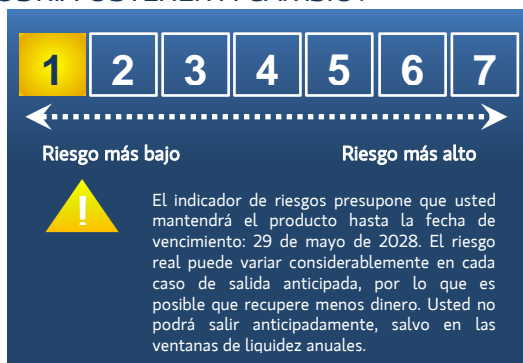 1 2 3 4 5 6 7
Riesgo más bajo Riesgo más alto
!
El indicador de riesgos presupone que usted
mantendrá el producto hasta la fecha de
vencimiento: 29 de mayo de 2028. El riesgo
real puede variar considerablemente en cada
caso de salida anticipada, por lo que es
posible que recupere menos dinero. Usted no
podrá salir anticipadamente, salvo en las
ventanas de liquidez anuales.